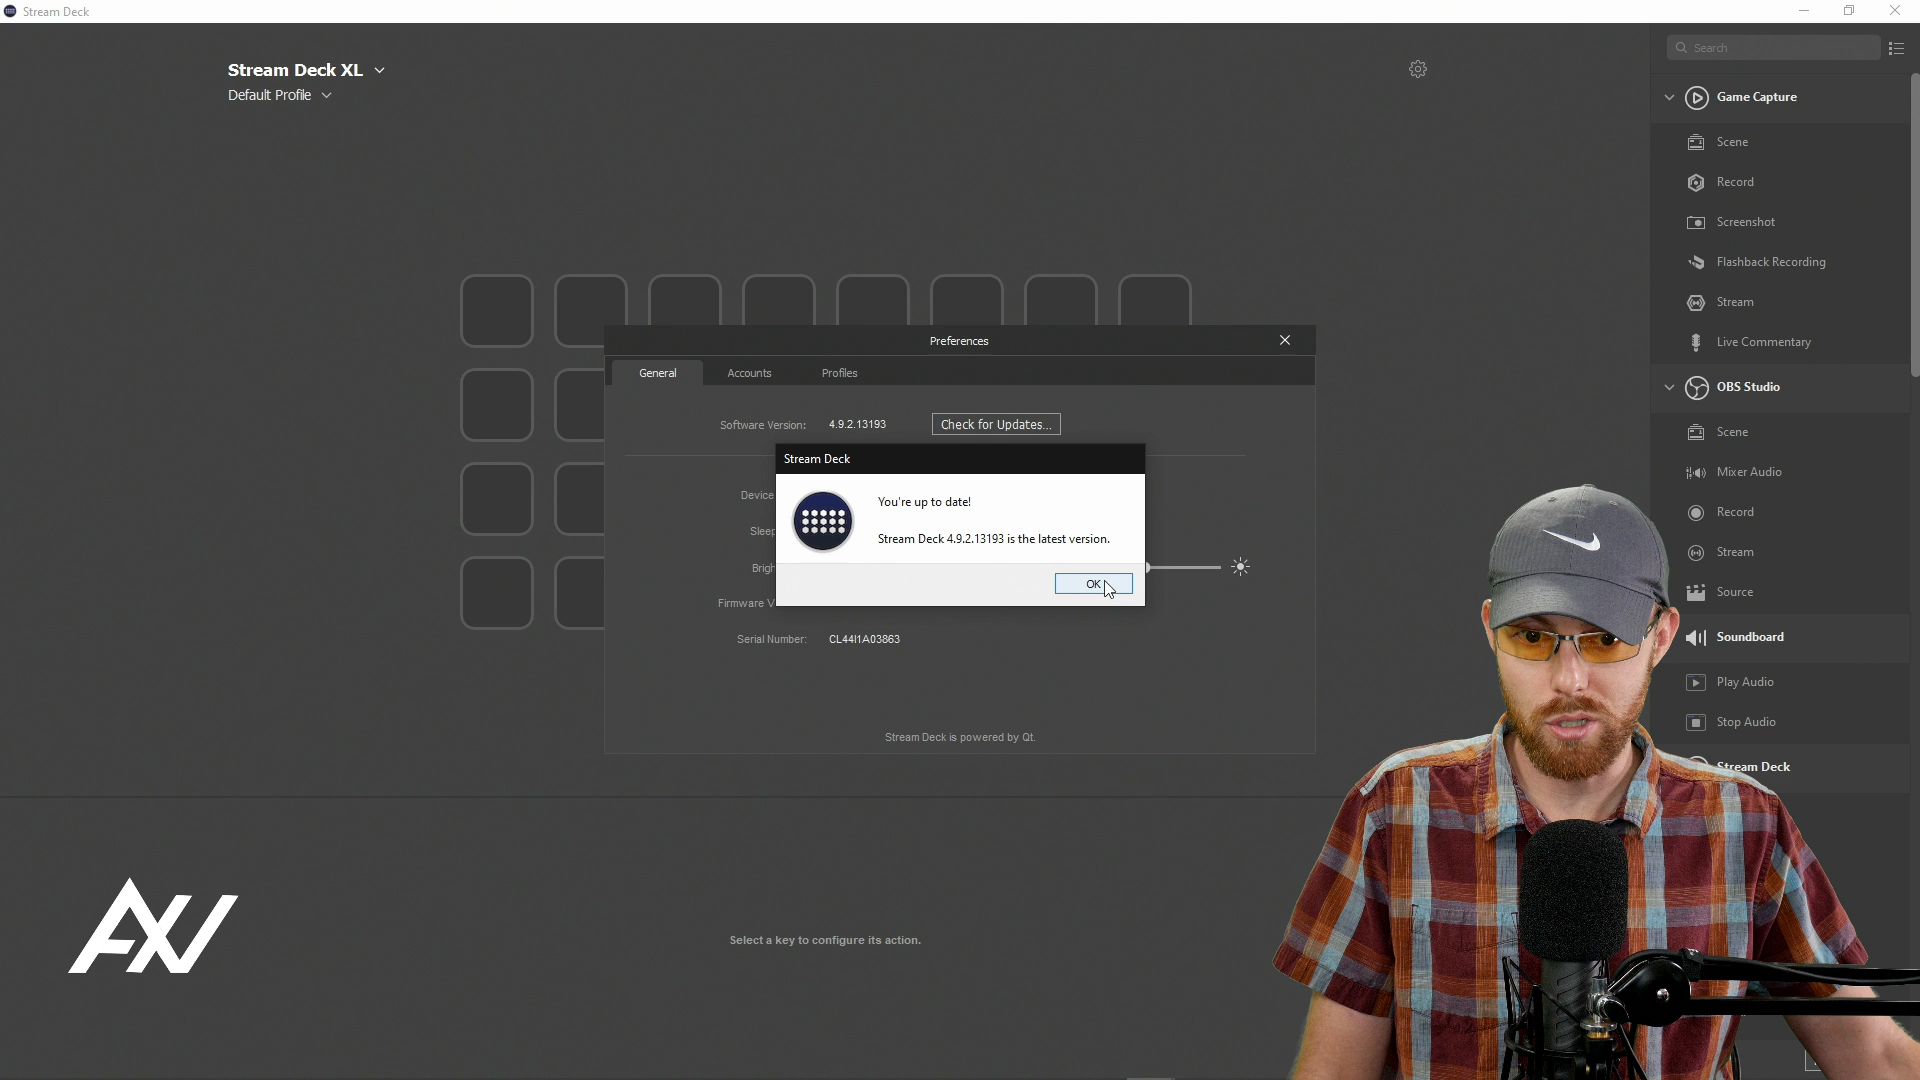 Stream Deck
Search
Stream Deck XL
Default Profile
Game Capture
Scene
Record
Screenshot
Flashback Recording
Stream
Live Commentary
OBS Studio
Scene
Mixer Audio
Record
Stream
Source
Soundboard
Play Audio
Stop Audio
Stream Deck
Preferences
General Accounts Profiles
Software Version: 4.9.2.13193 Check for Updates...
Device
Sleep
Brigh
Firmware V
Serial Number: CL44I1A03863
Stream Deck is powered by Qt.
Stream Deck
You're up to date!
Stream Deck 4.9.2.13193 is the latest version.
OK
Select a key to configure its action.